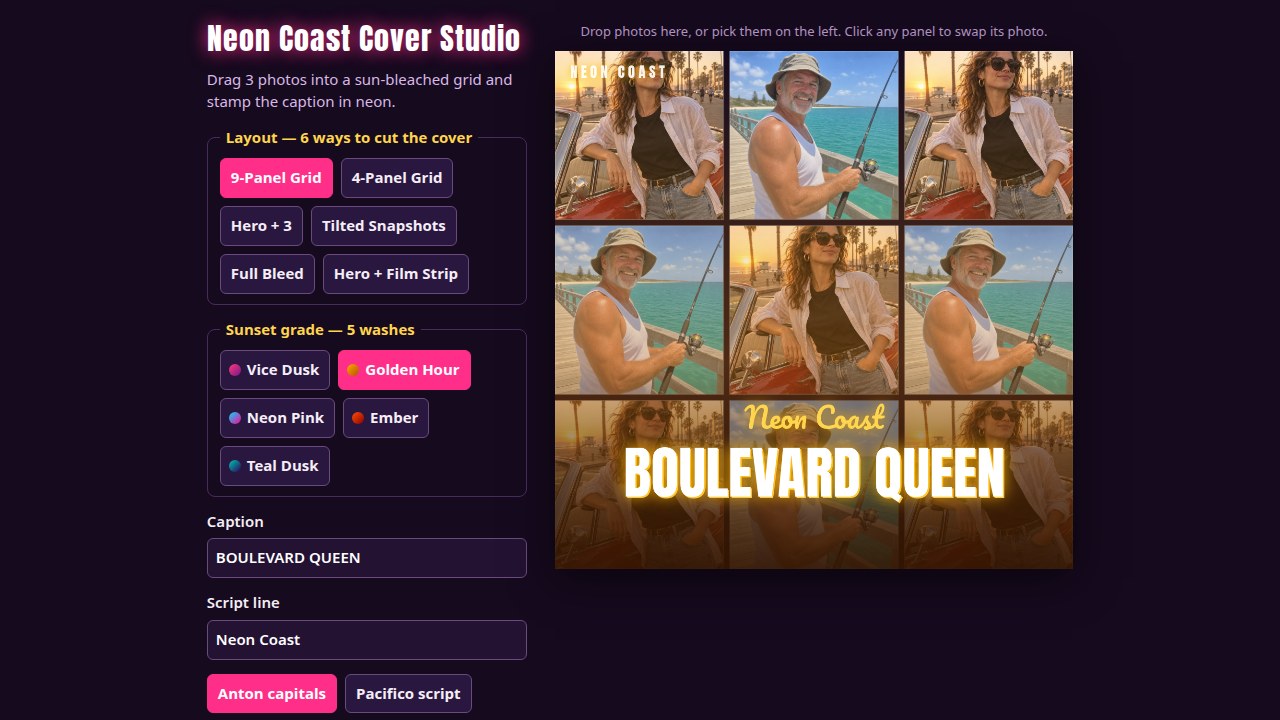 Neon Coast Cover Studio
Drag 3 photos into a sun-bleached grid and
stamp the caption in neon.
Layout — 6 ways to cut the cover
9-Panel Grid
4-Panel Grid
Hero + 3
Tilted Snapshots
Full Bleed
Hero + Film Strip
Sunset grade — 5 washes
Vice Dusk
Golden Hour
Neon Pink
Ember
Teal Dusk
Caption
BOULEVARD QUEEN
Script line
Neon Coast
Anton capitals
Pacifico script
Drop photos here, or pick them on the left. Click any panel to swap its photo.
NEON COAST
Neon Coast
BOULEVARD QUEEN